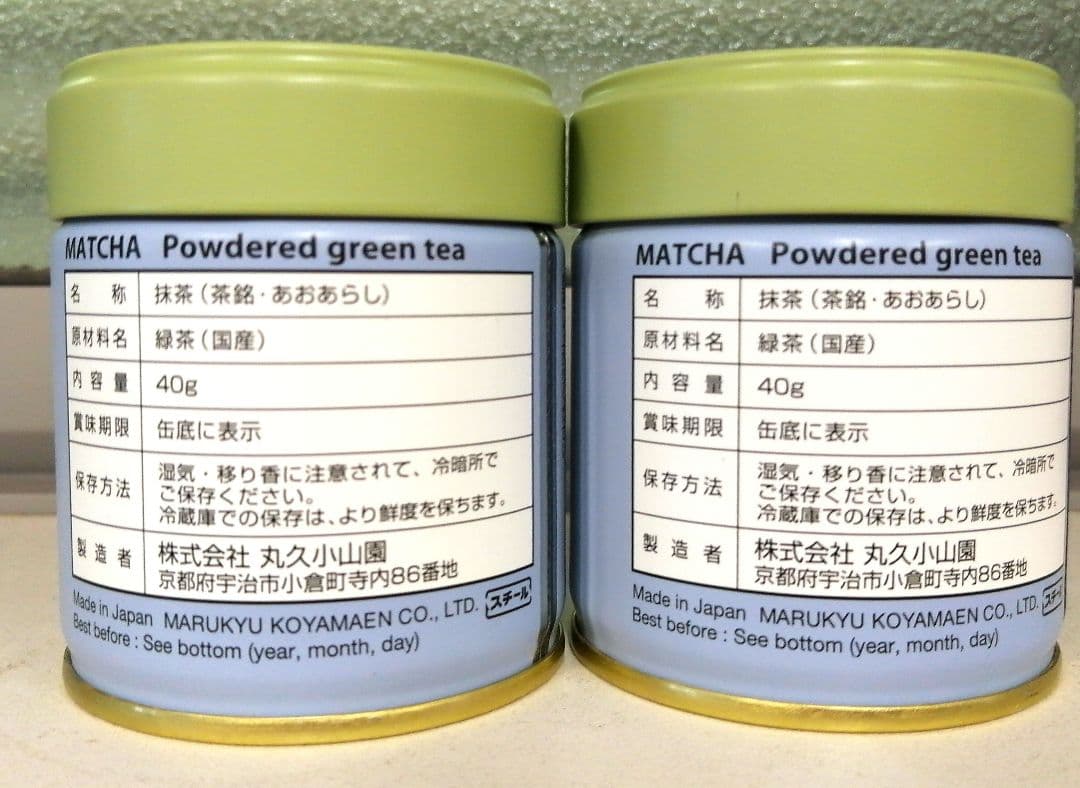 MATCHA Powdered green tea
名称 抹茶(茶銘・あおあらし)
原材料名 緑茶(国産)
内容量 40g
賞味期限 缶底に表示
保存方法 湿気・移り香に注意されて、冷暗所で
ご保存ください。
冷蔵庫での保存は、より鮮度を保ちます。
製造者 株式会社 丸久小山園
京都府宇治市小倉町寺内86番地
Made in Japan MARUKYU KOYAMAEN CO., LTD. スチール
Best before : See bottom (year, month, day)
MATCHA Powdered green tea
名称 抹茶(茶銘・あおあらし)
原材料名 緑茶(国産)
内容量 40g
賞味期限 缶底に表示
保存方法 湿気・移り香に注意されて、冷暗所で
ご保存ください。
冷蔵庫での保存は、より鮮度を保ちます。
製造者 株式会社 丸久小山園
京都府宇治市小倉町寺内86番地
Made in Japan MARUKYU KOYAMAEN CO., LTD. スチール
Best before : See bottom (year, month, day)